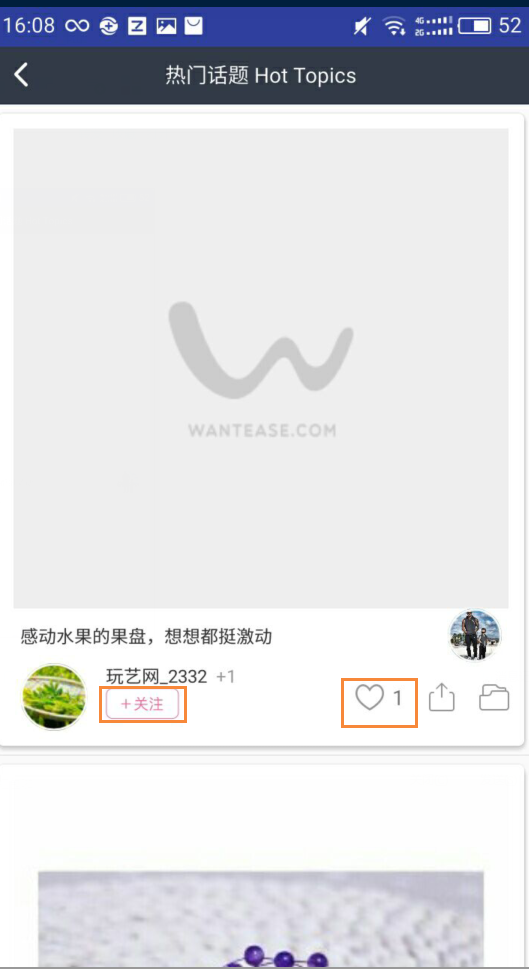 16:08
4G
2G
52
热门话题 Hot Topics
WANTEASE.COM
感动水果的果盘，想想都挺激动
玩艺网_2332 +1
+关注
1